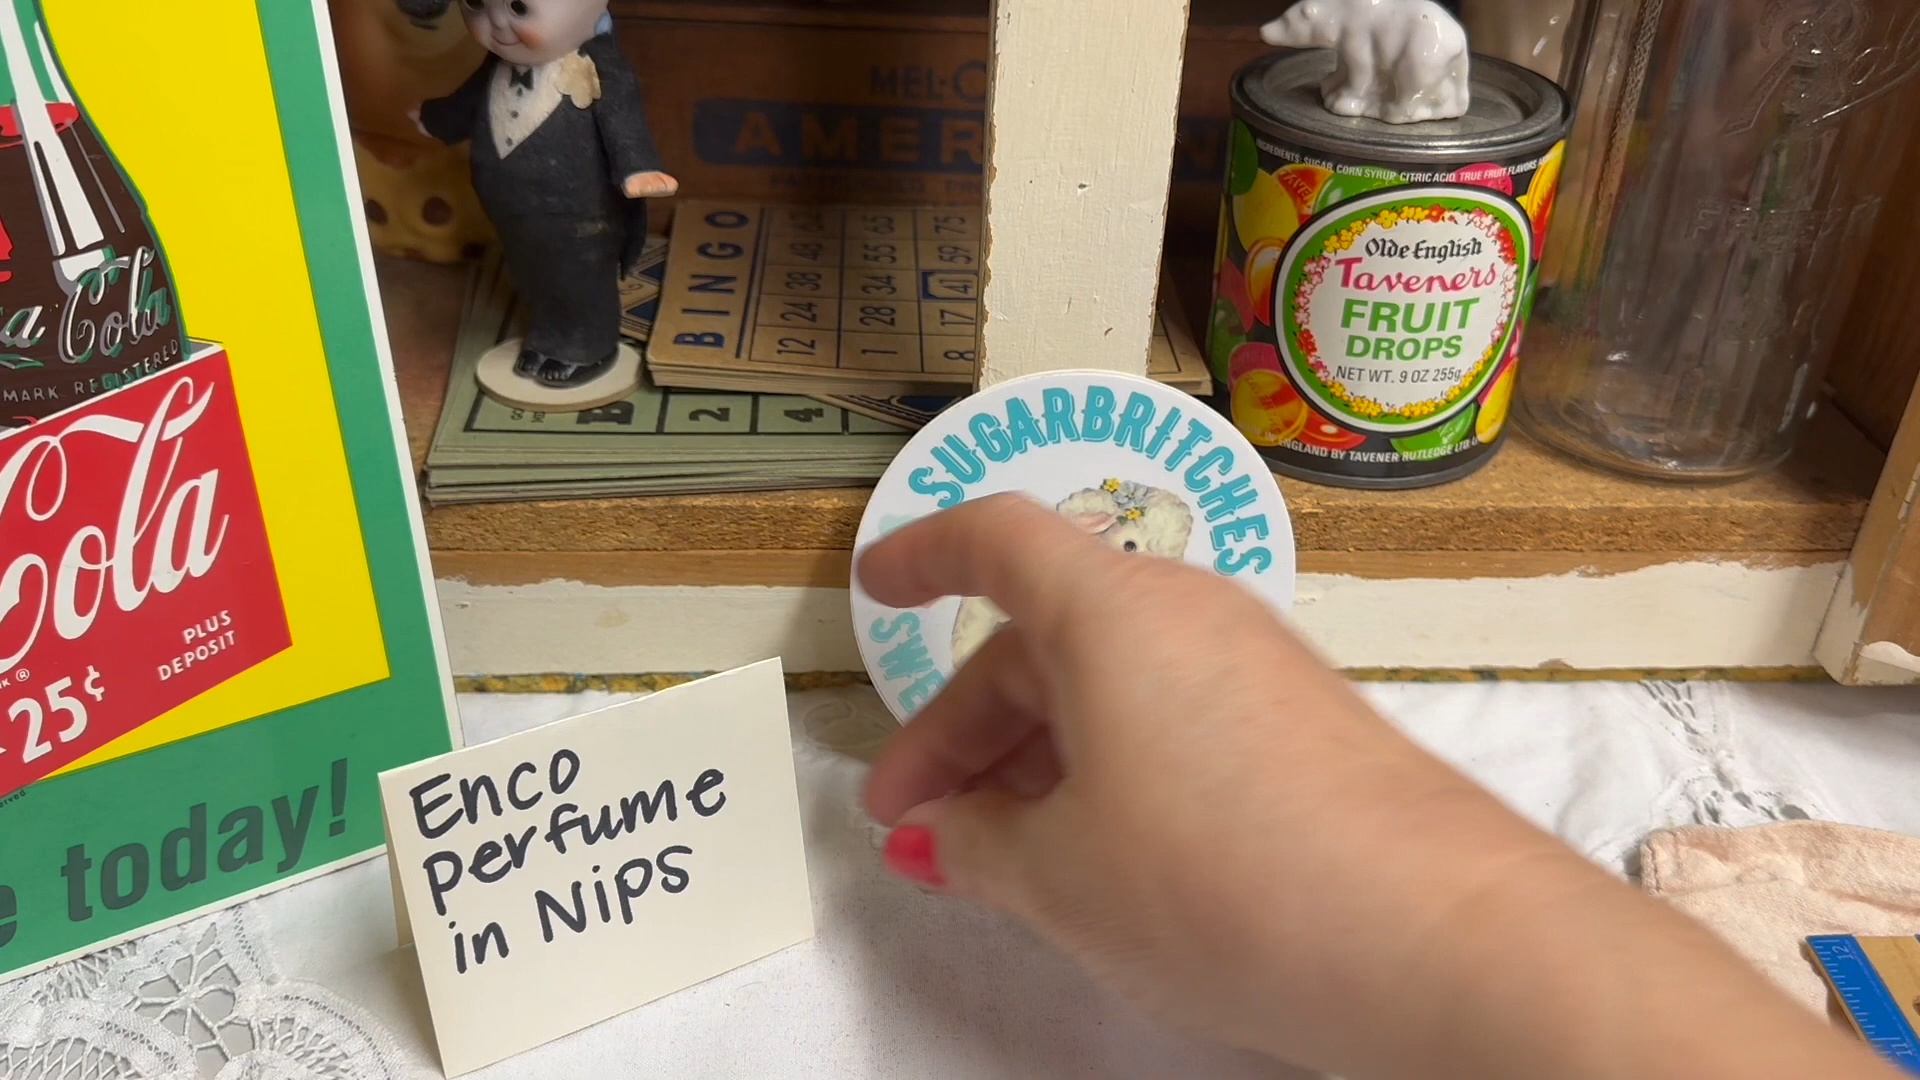 Coca-Cola
MARK REGISTERED
Cola
PLUS
DEPOSIT
25¢
today!
MEL-O
AMER
BINGO
12 24 38 48
1 28 34 55 65
8 17 41 59 75
2 4
INGREDIENTS: SUGAR, CORN SYRUP, CITRIC ACID, TRUE FRUIT FLAVORS
Olde English
Taveners
FRUIT
DROPS
NET WT. 9 OZ 255g
ENGLAND BY TAVENER RUTLEDGE LTD
SUGARBRITCHES
SWE
Enco
perfume
in Nips
12
11